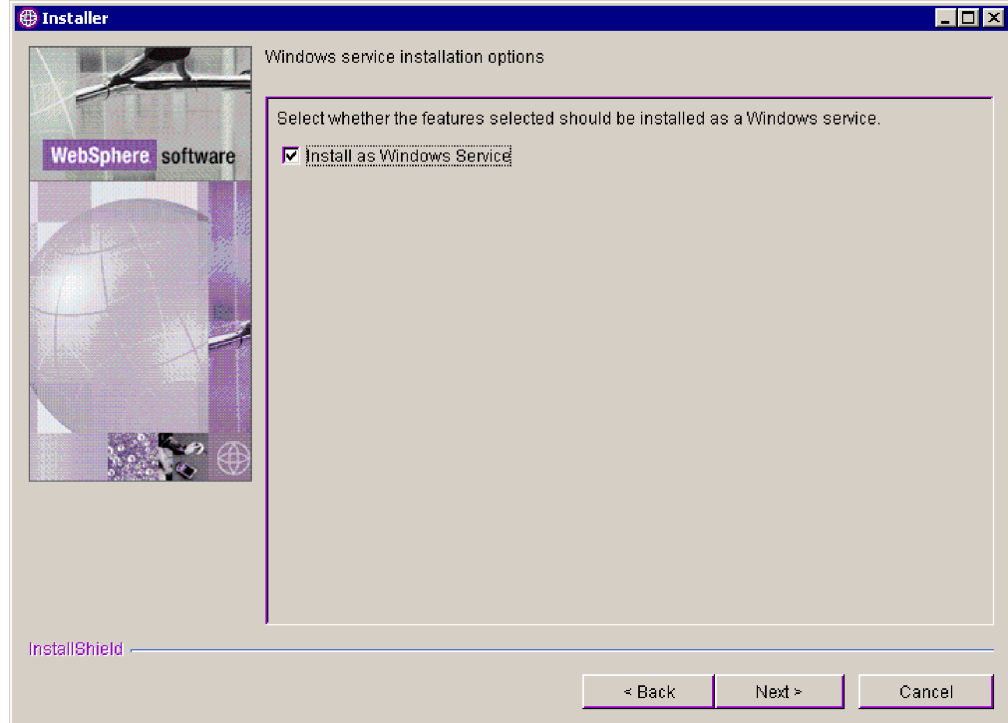 Installer
Windows service installation options
Select whether the features selected should be installed as a Windows service.
WebSphere software
Install as Windows Service
InstallShield
< Back
Next >
Cancel